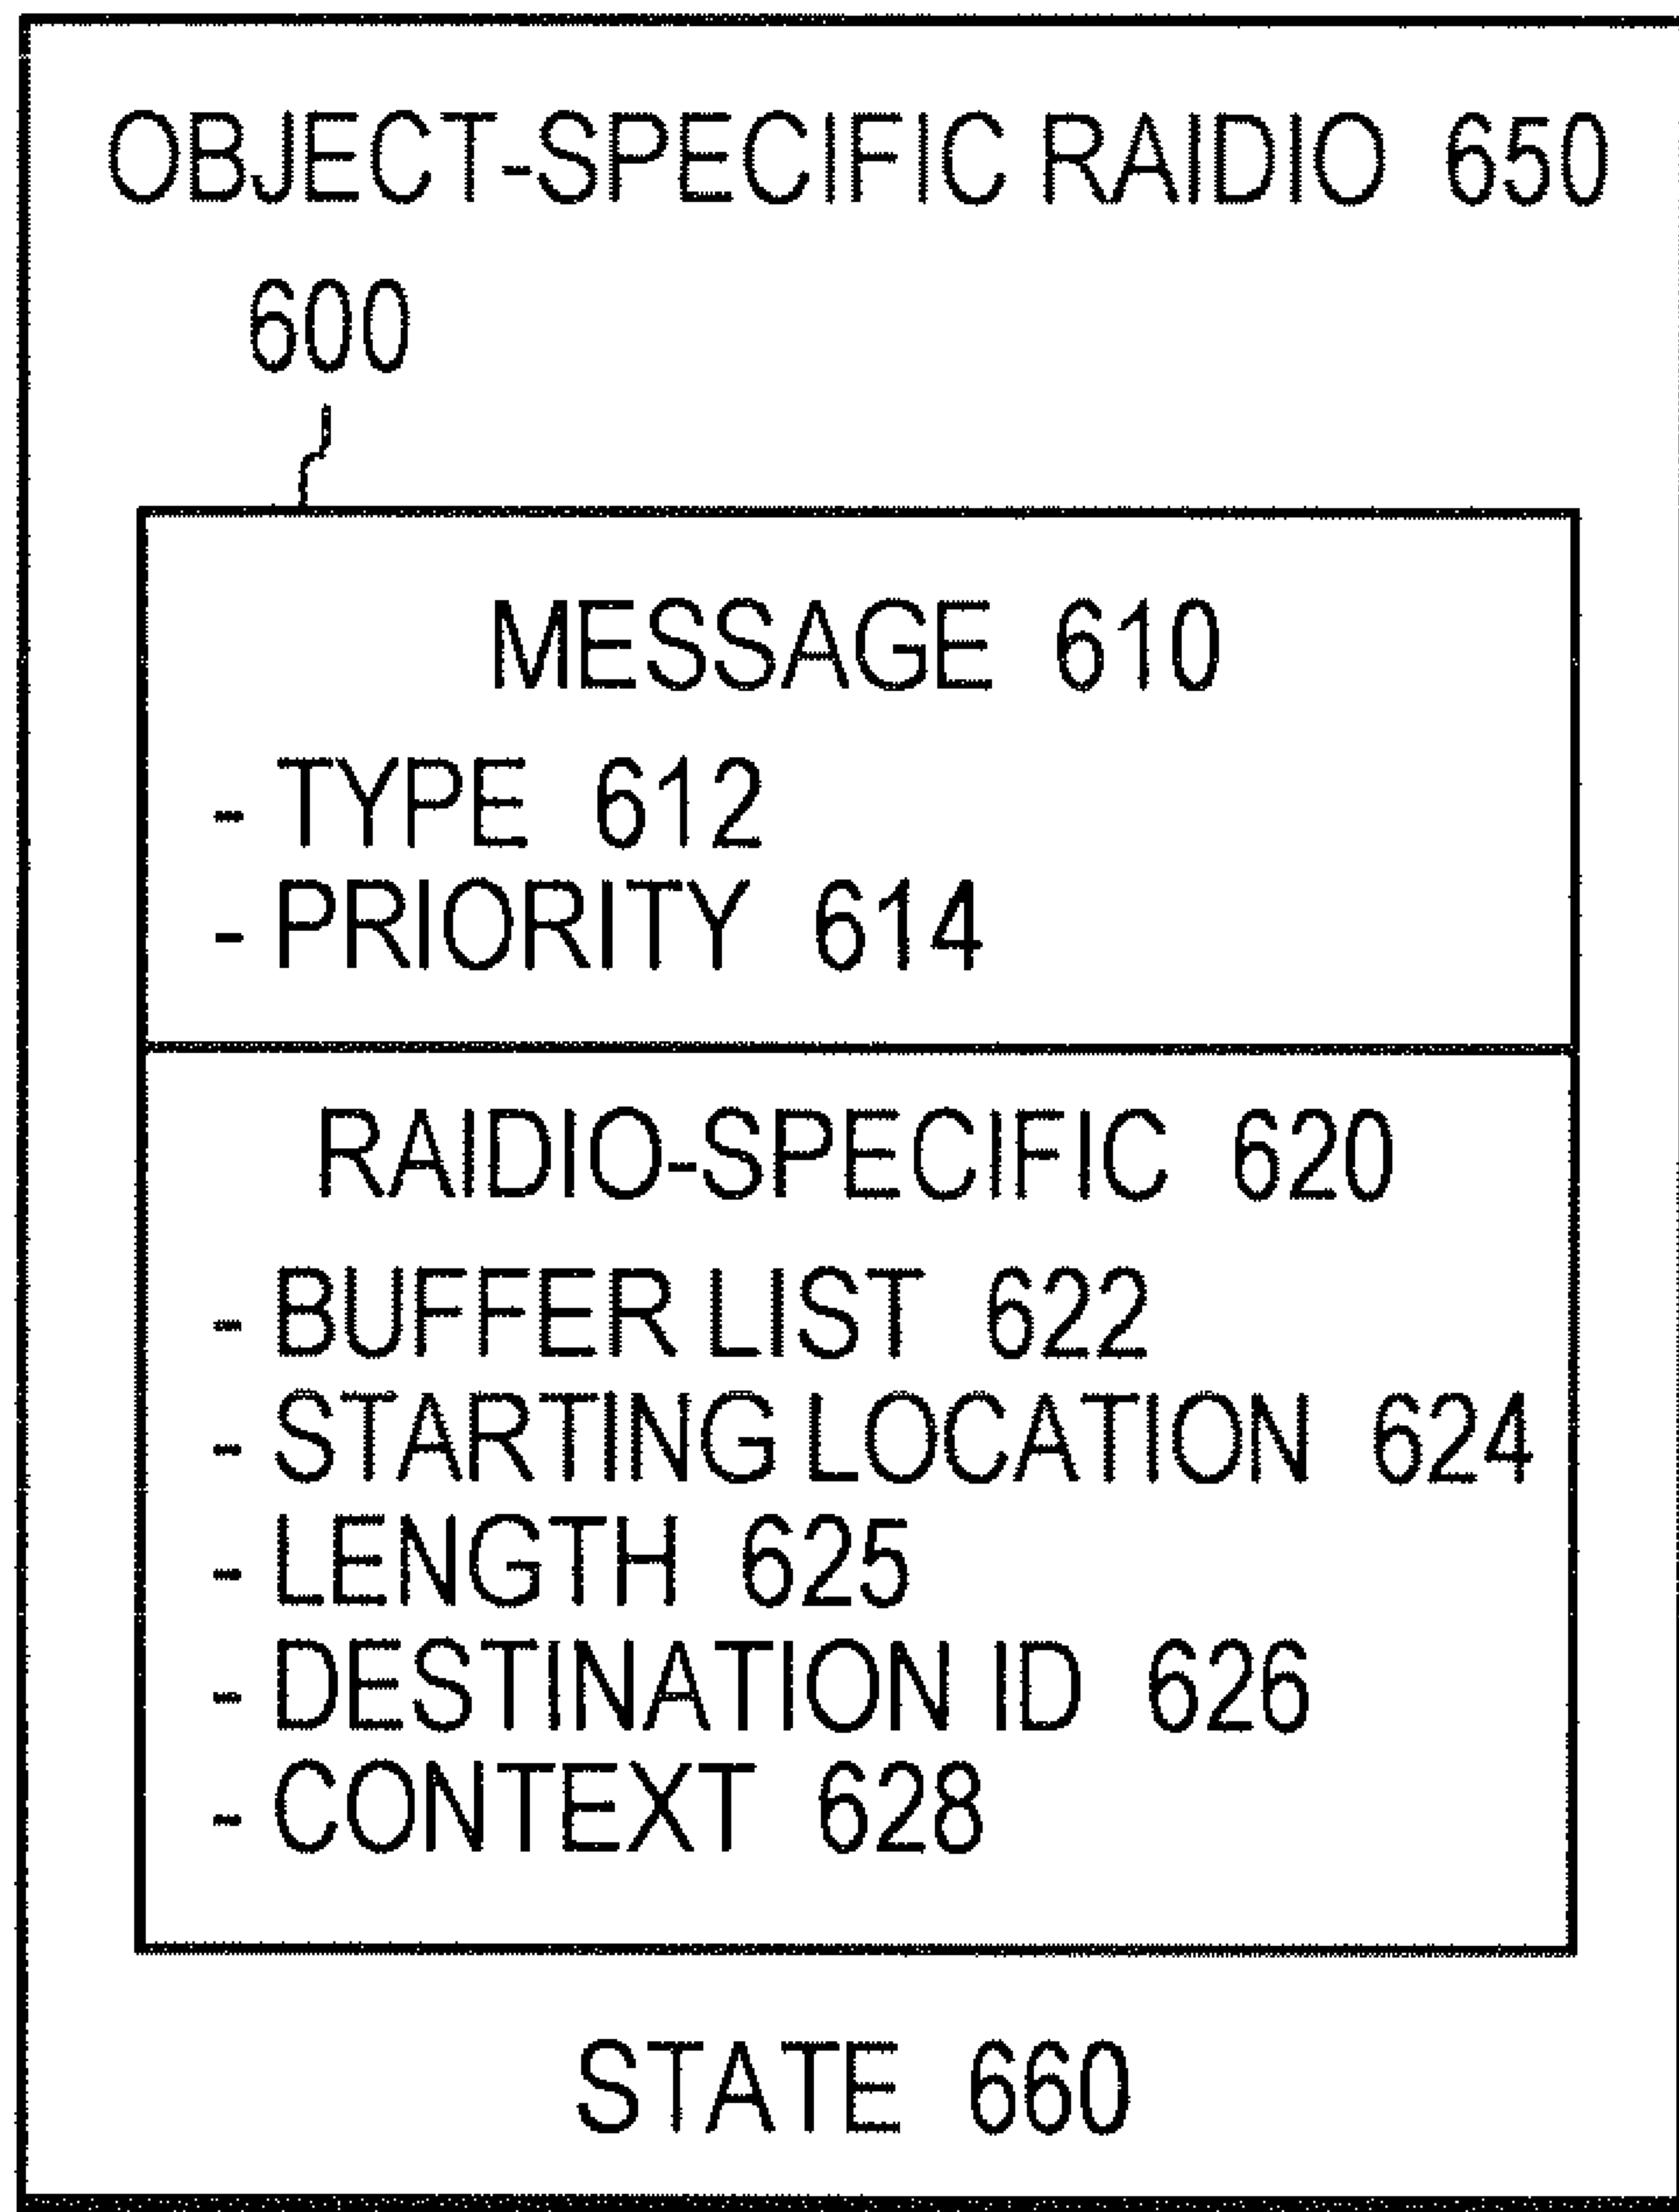 OBJECT-SPECIFIC RAIDIO 650
600
MESSAGE 610
- TYPE 612
- PRIORITY 614
RAIDIO-SPECIFIC 620
- BUFFER LIST 622
- STARTING LOCATION 624
- LENGTH 625
- DESTINATION ID 626
- CONTEXT 628
STATE 660